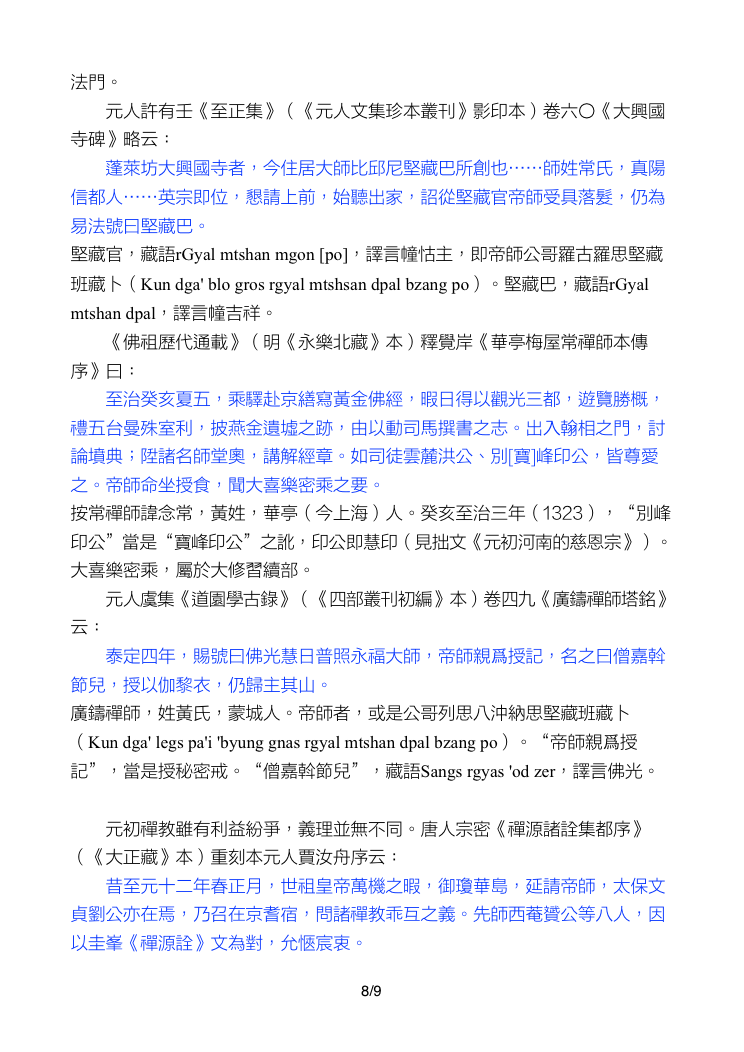 法門。
元人許有壬《至正集》（《元人文集珍本叢刊》影印本）卷六〇《大興國
寺碑》略云：
蓬萊坊大興國寺者，今住居大師比邱尼堅藏巴所創也⋯⋯師姓常氏，真陽
信都人⋯⋯英宗即位，懇請上前，始聽出家，詔從堅藏官帝師受具落髮，仍為
易法號曰堅藏巴。
堅藏官，藏語rGyal mtshan mgon [po]，譯言幢怙主，即帝師公哥羅古羅思堅藏
班藏卜（Kun dga' blo gros rgyal mtshsan dpal bzang po）。堅藏巴，藏語rGyal
mtshan dpal，譯言幢吉祥。
《佛祖歷代通載》（明《永樂北藏》本）釋覺岸《華亭梅屋常禪師本傳
序》曰：
至治癸亥夏五，乘驛赴京繕寫黃金佛經，暇日得以觀光三都，遊覽勝概，
禮五台曼殊室利，披燕金遺墟之跡，由以動司馬撰書之志。出入翰相之門，討
論墳典；陞諸名師堂奧，講解經章。如司徒雲麓洪公、別[寶]峰印公，皆尊愛
之。帝師命坐授食，聞大喜樂密乘之要。
按常禪師諱念常，黃姓，華亭（今上海）人。癸亥至治三年（1323），“別峰
印公”當是“寶峰印公”之訛，印公即慧印（見拙文《元初河南的慈恩宗》）。
大喜樂密乘，屬於大修習續部。
元人虞集《道園學古錄》（《四部叢刊初編》本）卷四九《廣鑄禪師塔銘》
云：
泰定四年，賜號曰佛光慧日普照永福大師，帝師親爲授記，名之曰僧嘉斡
節兒，授以伽黎衣，仍歸主其山。
廣鑄禪師，姓黃氏，蒙城人。帝師者，或是公哥列思八沖納思堅藏班藏卜
（Kun dga' legs pa'i 'byung gnas rgyal mtshan dpal bzang po）。“帝師親爲授
記”，當是授秘密戒。“僧嘉斡節兒”，藏語Sangs rgyas 'od zer，譯言佛光。
元初禪教雖有利益紛爭，義理並無不同。唐人宗密《禪源諸詮集都序》
（《大正藏》本）重刻本元人賈汝舟序云：
昔至元十二年春正月，世祖皇帝萬機之暇，御瓊華島，延請帝師，太保文
貞劉公亦在焉，乃召在京耆宿，問諸禪教乖互之義。先師西菴贇公等八人，因
以圭峯《禪源詮》文為對，允愜宸衷。
8/9